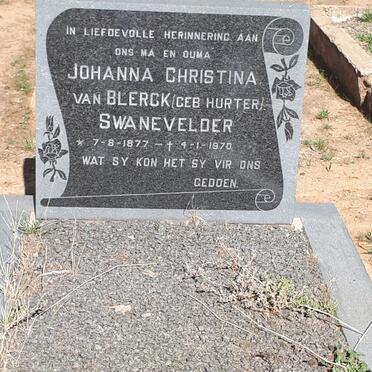 IN LIEFDEVOLLE HERINNERING AAN
ONS MA EN OUMA
JOHANNA CHRISTINA
VAN BLERCK (GEB HURTER)
SWANEVELDER
* 7-8-1877 - † 4-1-1970
WAT SY KON HET SY VIR ONS
GEDOEN.